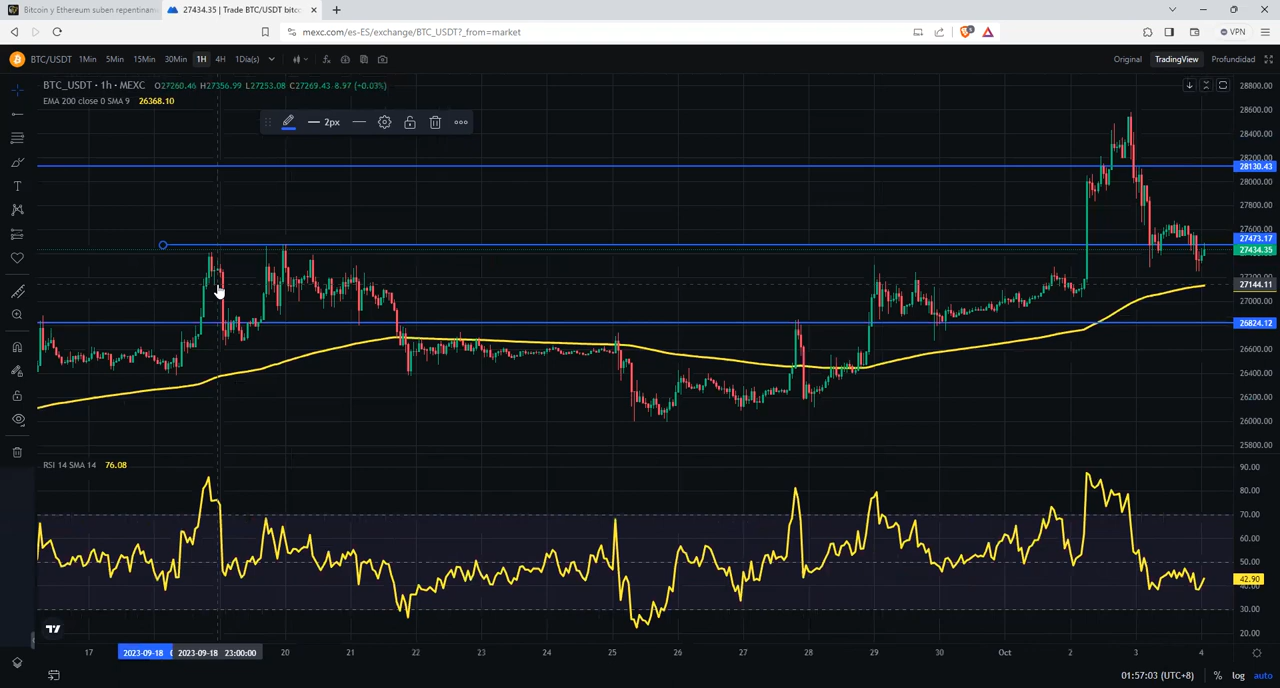 Bitcoin y Ethereum suben repentinam
27434.35 | Trade BTC/USDT bitco
mexc.com/es-ES/exchange/BTC_USDT?_from=market
VPN
BTC/USDT 1Min 5Min 15Min 30Min 1H 4H 1Día(s)
Original TradingView Profundidad
BTC_USDT · 1h · MEXC O27260.46 H27356.99 L27253.08 C27269.43 8.97 (+0.03%)
EMA 200 close 0 SMA 9 26368.10
2px
28800.00
28600.00
28400.00
28200.00
28130.43
28000.00
27800.00
27600.00
27473.17
27434.35
27200.00
27144.11
27000.00
26824.12
26600.00
26400.00
26200.00
26000.00
25800.00
RSI 14 SMA 14 76.08
90.00
80.00
70.00
60.00
50.00
42.90
30.00
20.00
17 2023-09-18 2023-09-18 23:00:00 20 21 22 23 24 25 26 27 28 29 30 Oct 2 3 4
01:57:03 (UTC+8) % log auto